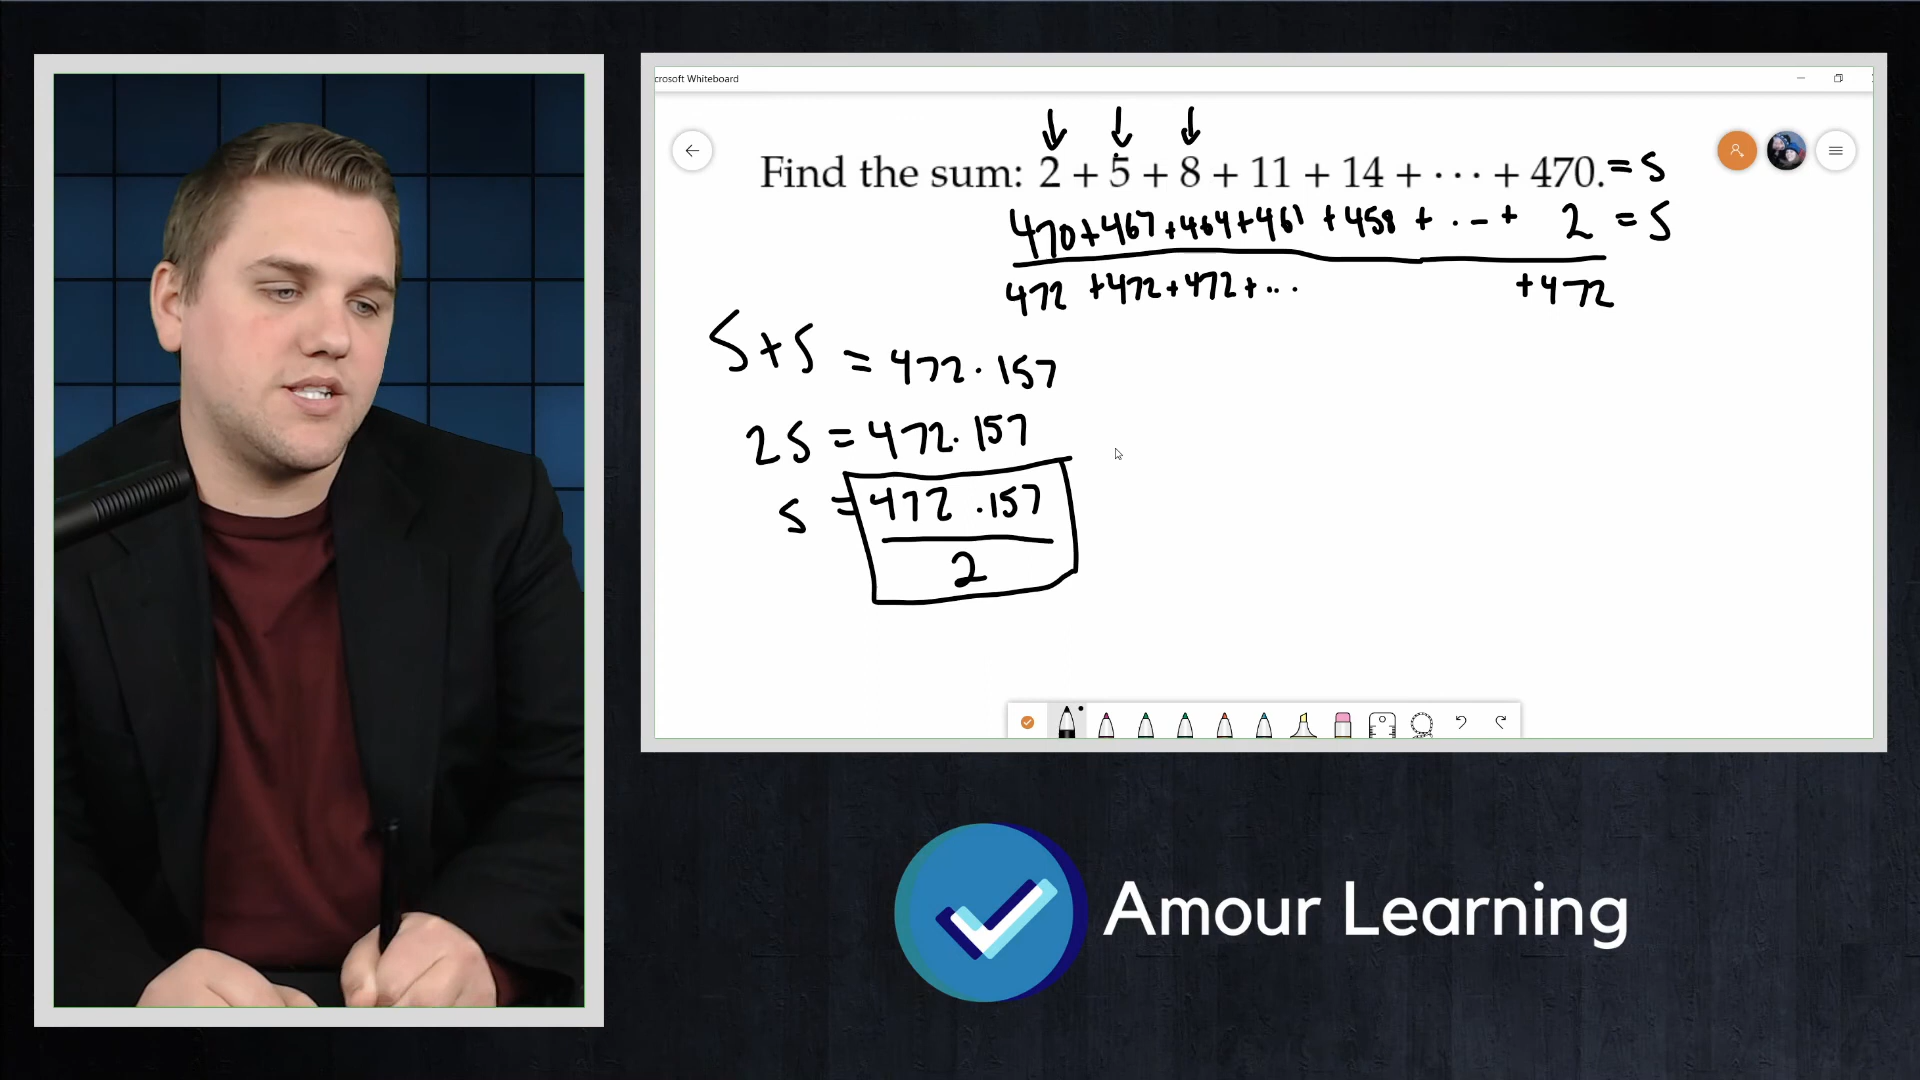 crosoft Whiteboard
Find the sum: 2 + 5 + 8 + 11 + 14 + ··· + 470. = S
470+467+464+461 +458 + ··- + 2 = S
472 +472+472+... +472
S+S = 472·157
2S = 472·157
S = 472 ·157
2
Amour Learning